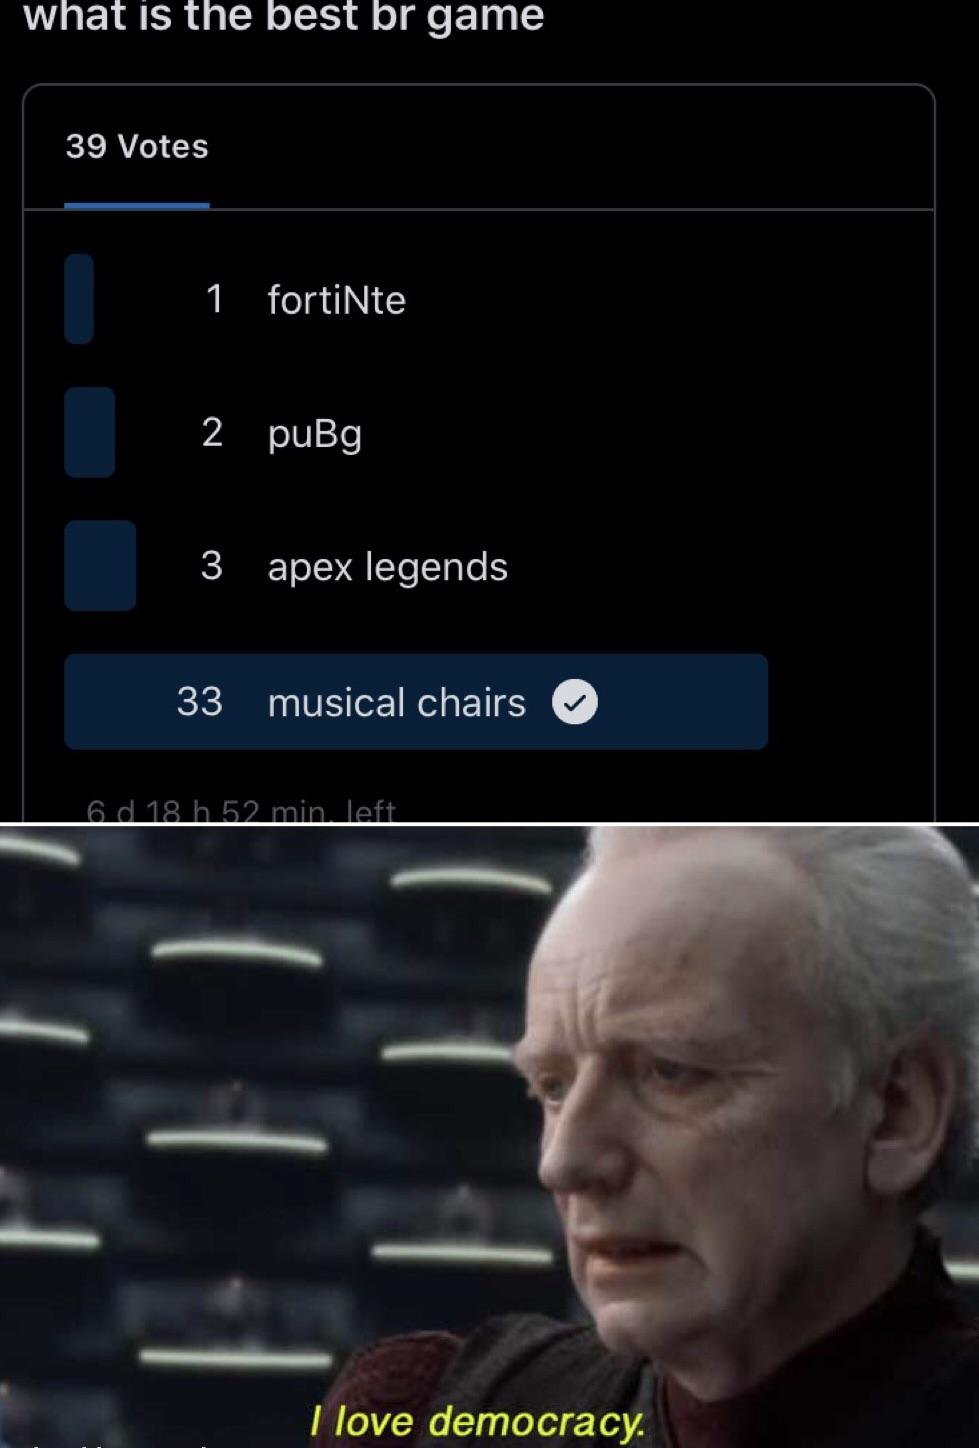 what is the best br game
39 Votes
1 fortiNte
2 puBg
3 apex legends
33 musical chairs
6 d 18 h 52 min. left
I love democracy.